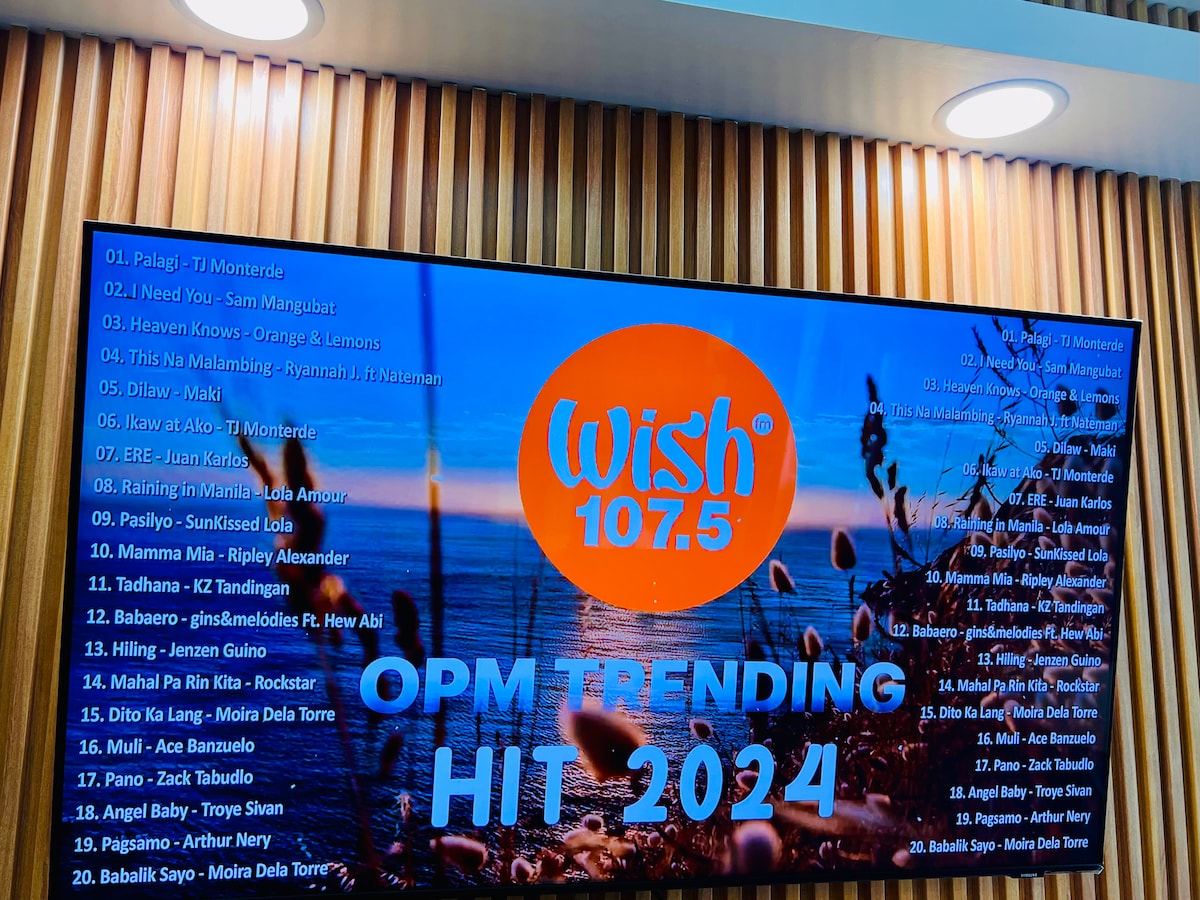 01. Palagi - TJ Monterde
02. I Need You - Sam Mangubat
03. Heaven Knows - Orange & Lemons
04. This Na Malambing - Ryannah J. ft Nateman
05. Dilaw - Maki
06. Ikaw at Ako - TJ Monterde
07. ERE - Juan Karlos
08. Raining in Manila - Lola Amour
09. Pasilyo - SunKissed Lola
10. Mamma Mia - Ripley Alexander
11. Tadhana - KZ Tandingan
12. Babaero - gins&melodies Ft. Hew Abi
13. Hiling - Jenzen Guino
14. Mahal Pa Rin Kita - Rockstar
15. Dito Ka Lang - Moira Dela Torre
16. Muli - Ace Banzuelo
17. Pano - Zack Tabudlo
18. Angel Baby - Troye Sivan
19. Pagsamo - Arthur Nery
20. Babalik Sayo - Moira Dela Torre
wish fm
107.5
OPM TRENDING
HIT 2024
01. Palagi - TJ Monterde
02. I Need You - Sam Mangubat
03. Heaven Knows - Orange & Lemons
04. This Na Malambing - Ryannah J. ft Nateman
05. Dilaw - Maki
06. Ikaw at Ako - TJ Monterde
07. ERE - Juan Karlos
08. Raining in Manila - Lola Amour
09. Pasilyo - SunKissed Lola
10. Mamma Mia - Ripley Alexander
11. Tadhana - KZ Tandingan
12. Babaero - gins&melodies Ft. Hew Abi
13. Hiling - Jenzen Guino
14. Mahal Pa Rin Kita - Rockstar
15. Dito Ka Lang - Moira Dela Torre
16. Muli - Ace Banzuelo
17. Pano - Zack Tabudlo
18. Angel Baby - Troye Sivan
19. Pagsamo - Arthur Nery
20. Babalik Sayo - Moira Dela Torre
SAMSUNG